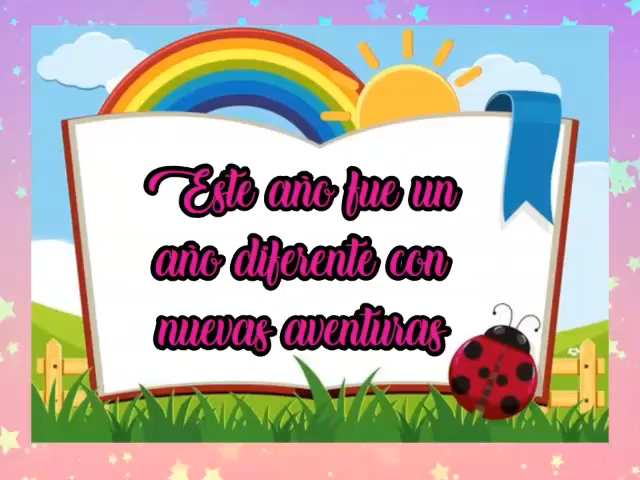 Este año fue un
año diferente con
nuevas aventuras